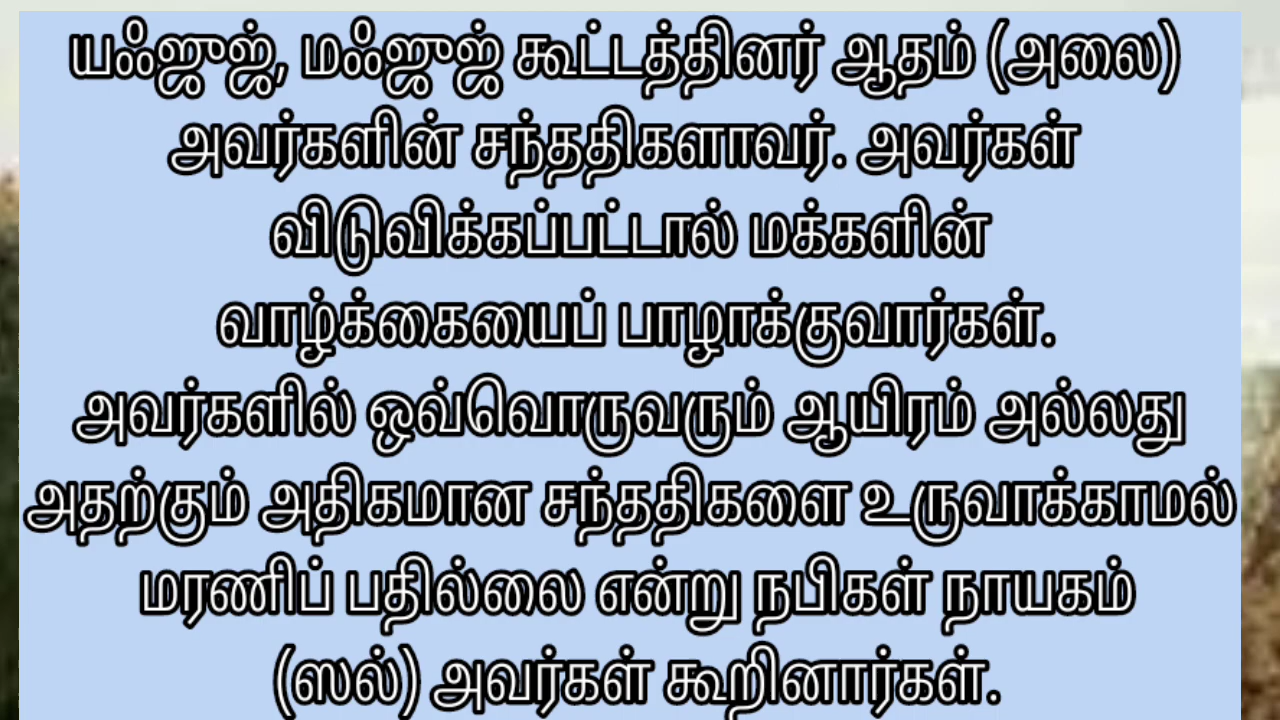 யஃஜுஜ், மஃஜுஜ் கூட்டத்தினர் ஆதம் (அலை)
அவர்களின் சந்ததிகளாவர். அவர்கள்
விடுவிக்கப்பட்டால் மக்களின்
வாழ்க்கையைப் பாழாக்குவார்கள்.
அவர்களில் ஒவ்வொருவரும் ஆயிரம் அல்லது
அதற்கும் அதிகமான சந்ததிகளை உருவாக்காமல்
மரணிப் பதில்லை என்று நபிகள் நாயகம்
(ஸல்) அவர்கள் கூறினார்கள்.